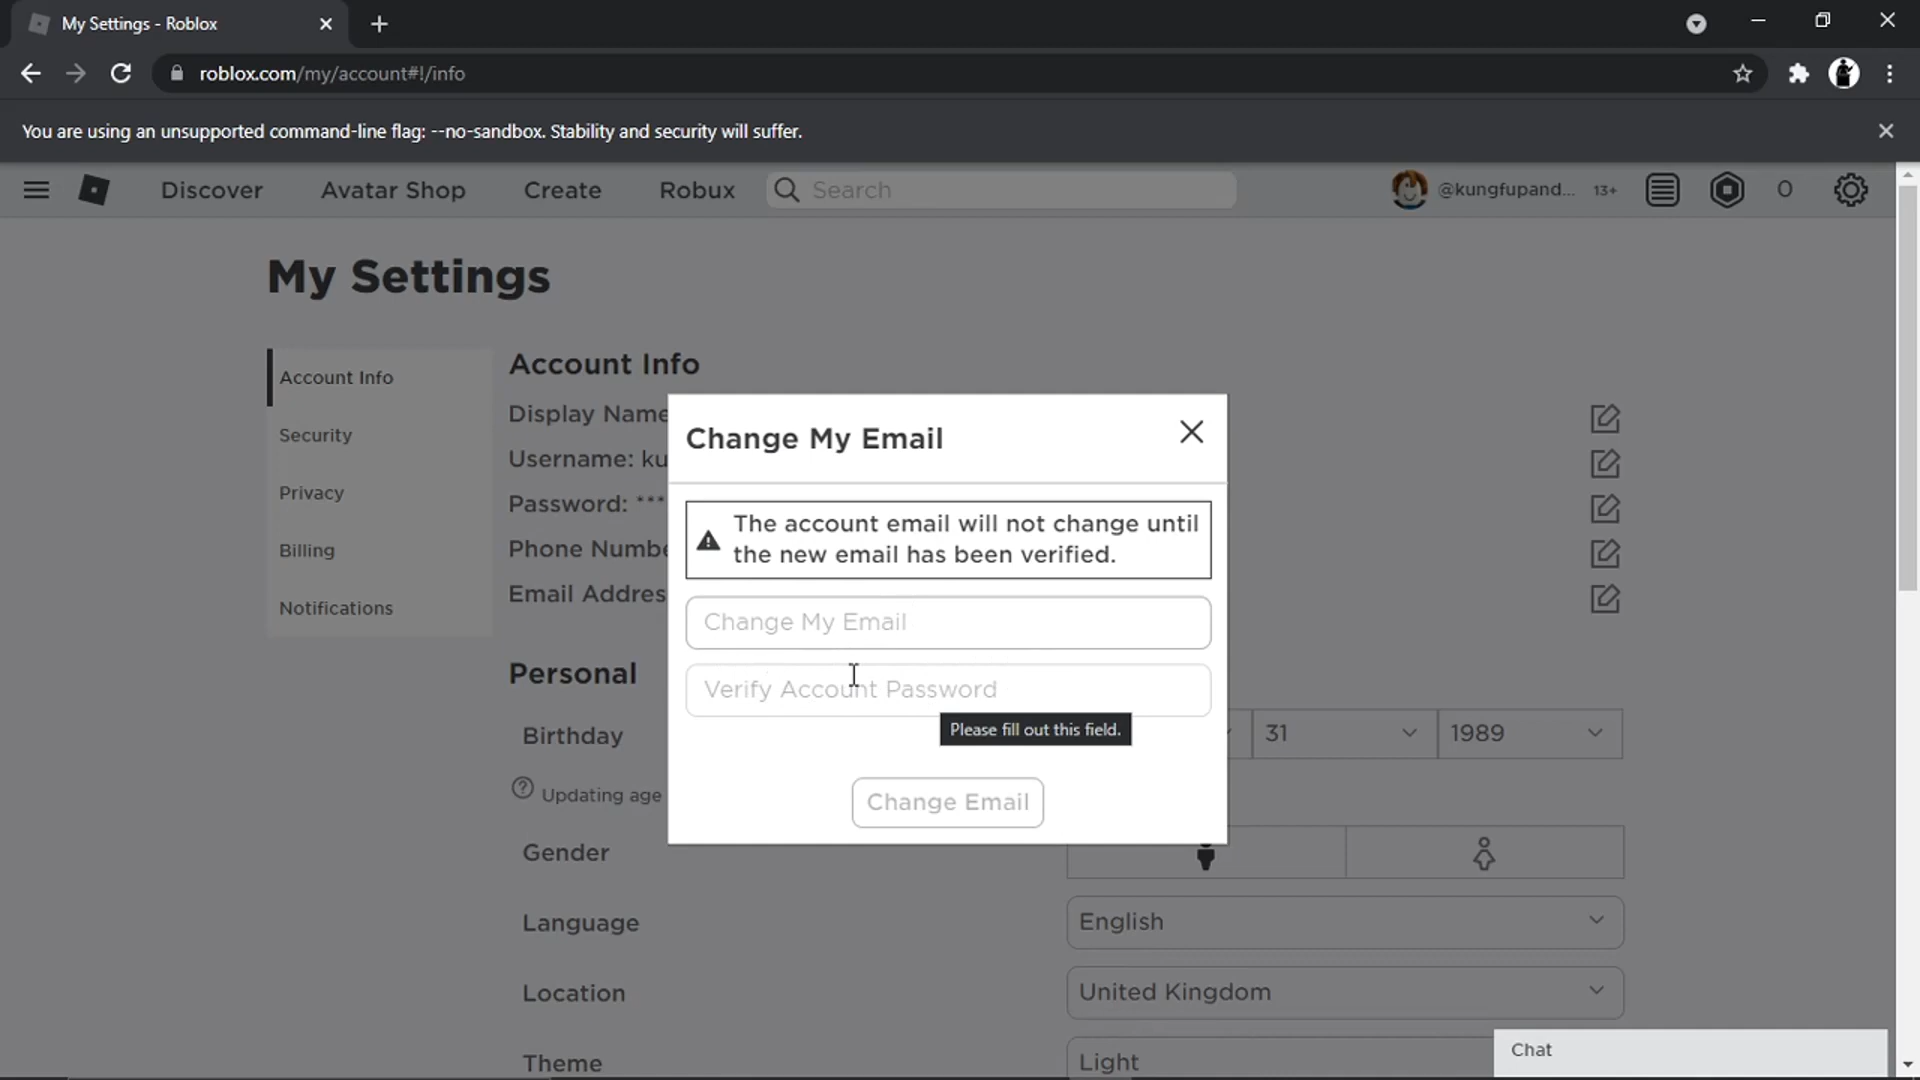 My Settings - Roblox
roblox.com/my/account#!/info
You are using an unsupported command-line flag: --no-sandbox. Stability and security will suffer.
Discover Avatar Shop Create Robux Search @kungfupand... 13+ 0
My Settings
Account Info
Security
Privacy
Billing
Notifications
Account Info
Display Name
Username: ku
Password: ***
Phone Numbe
Email Addres
Change My Email
The account email will not change until
the new email has been verified.
Change My Email
Verify Account Password
Please fill out this field.
Change Email
Personal
Birthday 31 1989
Updating age
Gender
Language English
Location United Kingdom
Theme Light
Chat